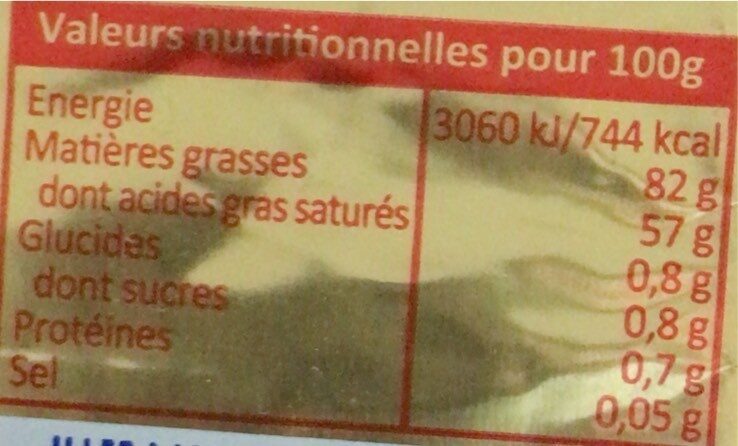 Valeurs nutritionnelles pour 100g
Energie 3060 kJ/744 kcal
Matières grasses 82 g
dont acides gras saturés 57 g
Glucides 0,8 g
dont sucres 0,8 g
Protéines 0,7 g
Sel 0,05 g